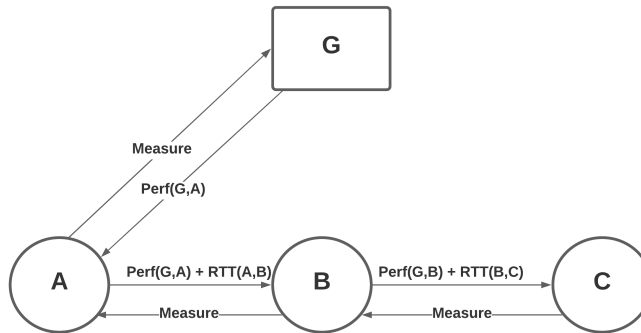 G
Measure
Perf(G,A)
A
Perf(G,A) + RTT(A,B)
Measure
B
Perf(G,B) + RTT(B,C)
Measure
C